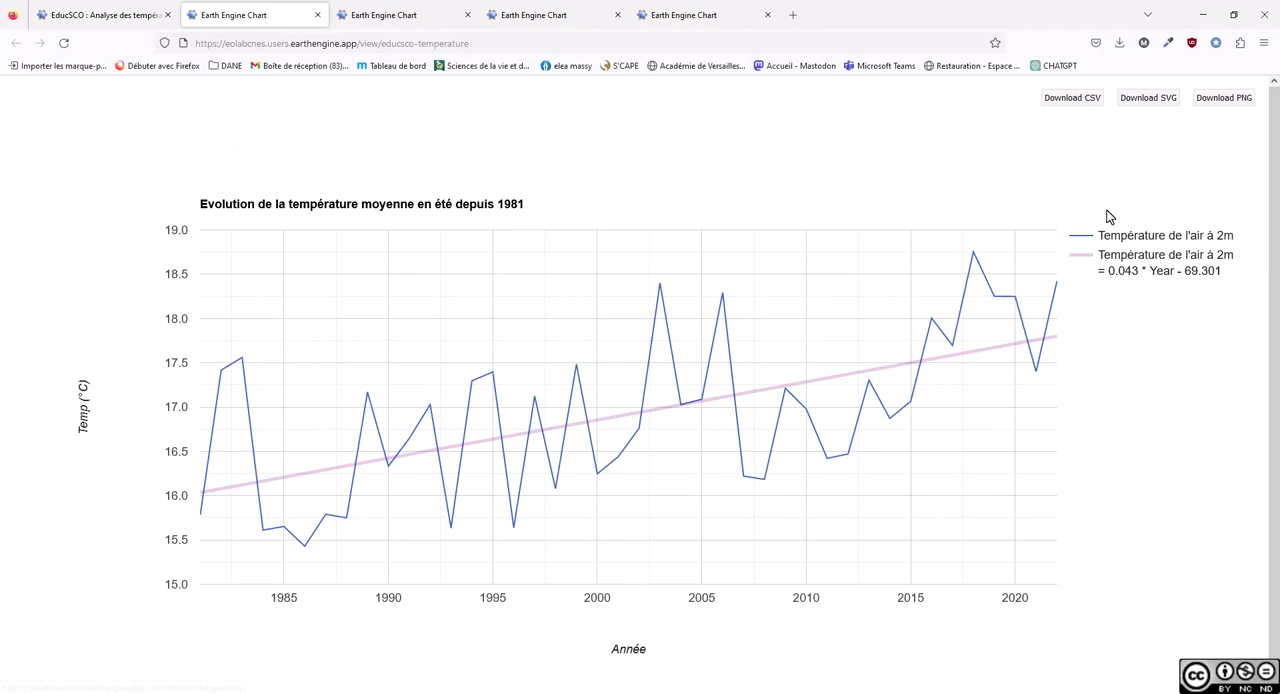 EducSCO : Analyse des tempéra
Earth Engine Chart
Earth Engine Chart
Earth Engine Chart
Earth Engine Chart
https://eolabcnes.users.earthengine.app/view/educsco-temperature
Importer les marque-p...
Débuter avec Firefox
DANE
Boîte de réception (83)...
Tableau de bord
Sciences de la vie et d...
elea massy
S'CAPE
Académie de Versailles...
Accueil - Mastodon
Microsoft Teams
Restauration - Espace ...
CHATGPT
Download CSV
Download SVG
Download PNG
Evolution de la température moyenne en été depuis 1981
Température de l'air à 2m
Température de l'air à 2m
= 0.043 * Year - 69.301
Temp (°C)
19.0
18.5
18.0
17.5
17.0
16.5
16.0
15.5
15.0
1985 1990 1995 2000 2005 2010 2015 2020
Année
cc
BY NC ND